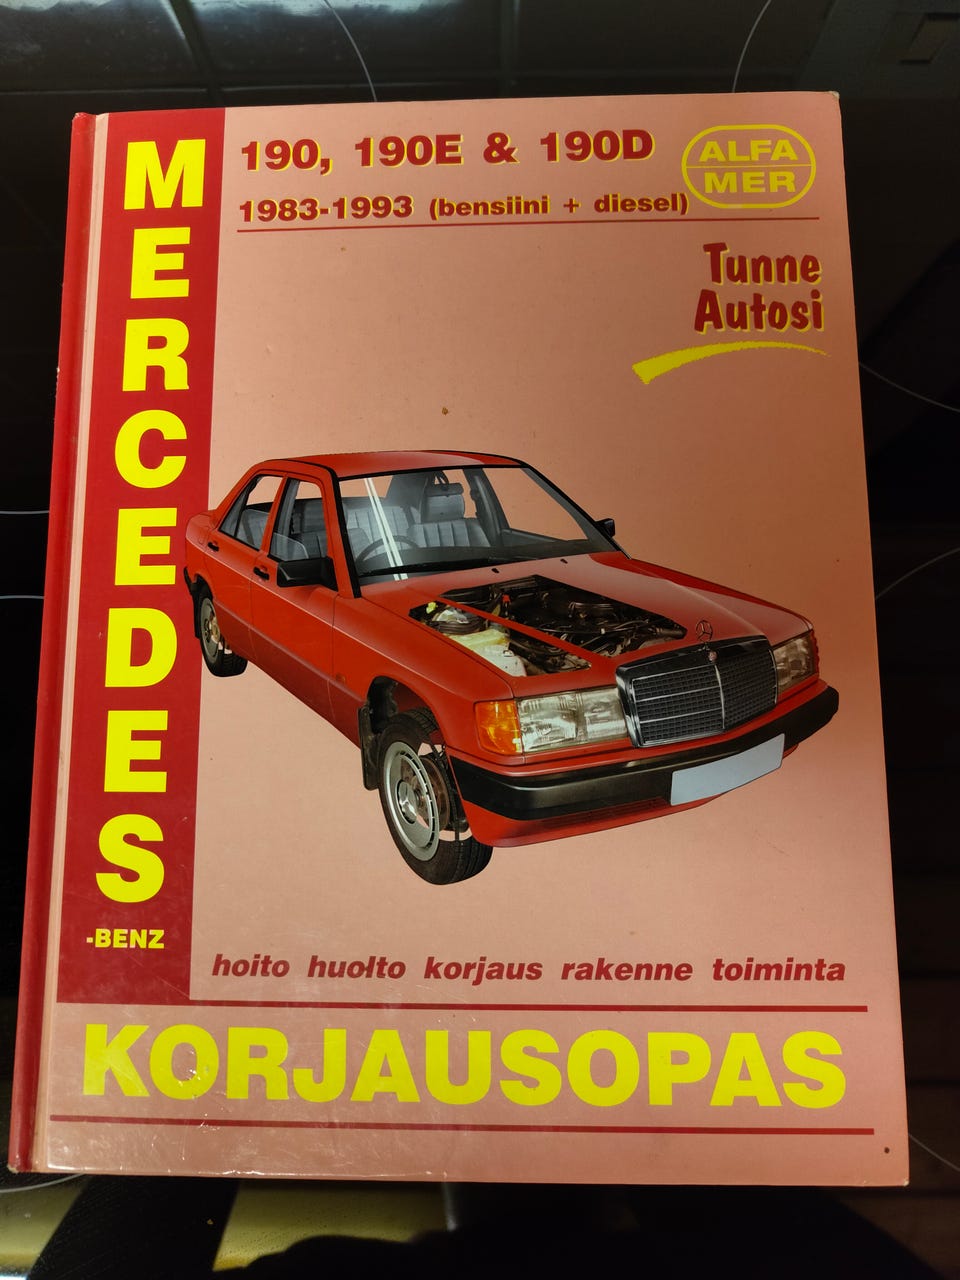 MERCEDES
-BENZ
190, 190E & 190D
1983-1993 (bensiini + diesel)
ALFA
MER
Tunne
Autosi
hoito huolto korjaus rakenne toiminta
KORJAUSOPAS